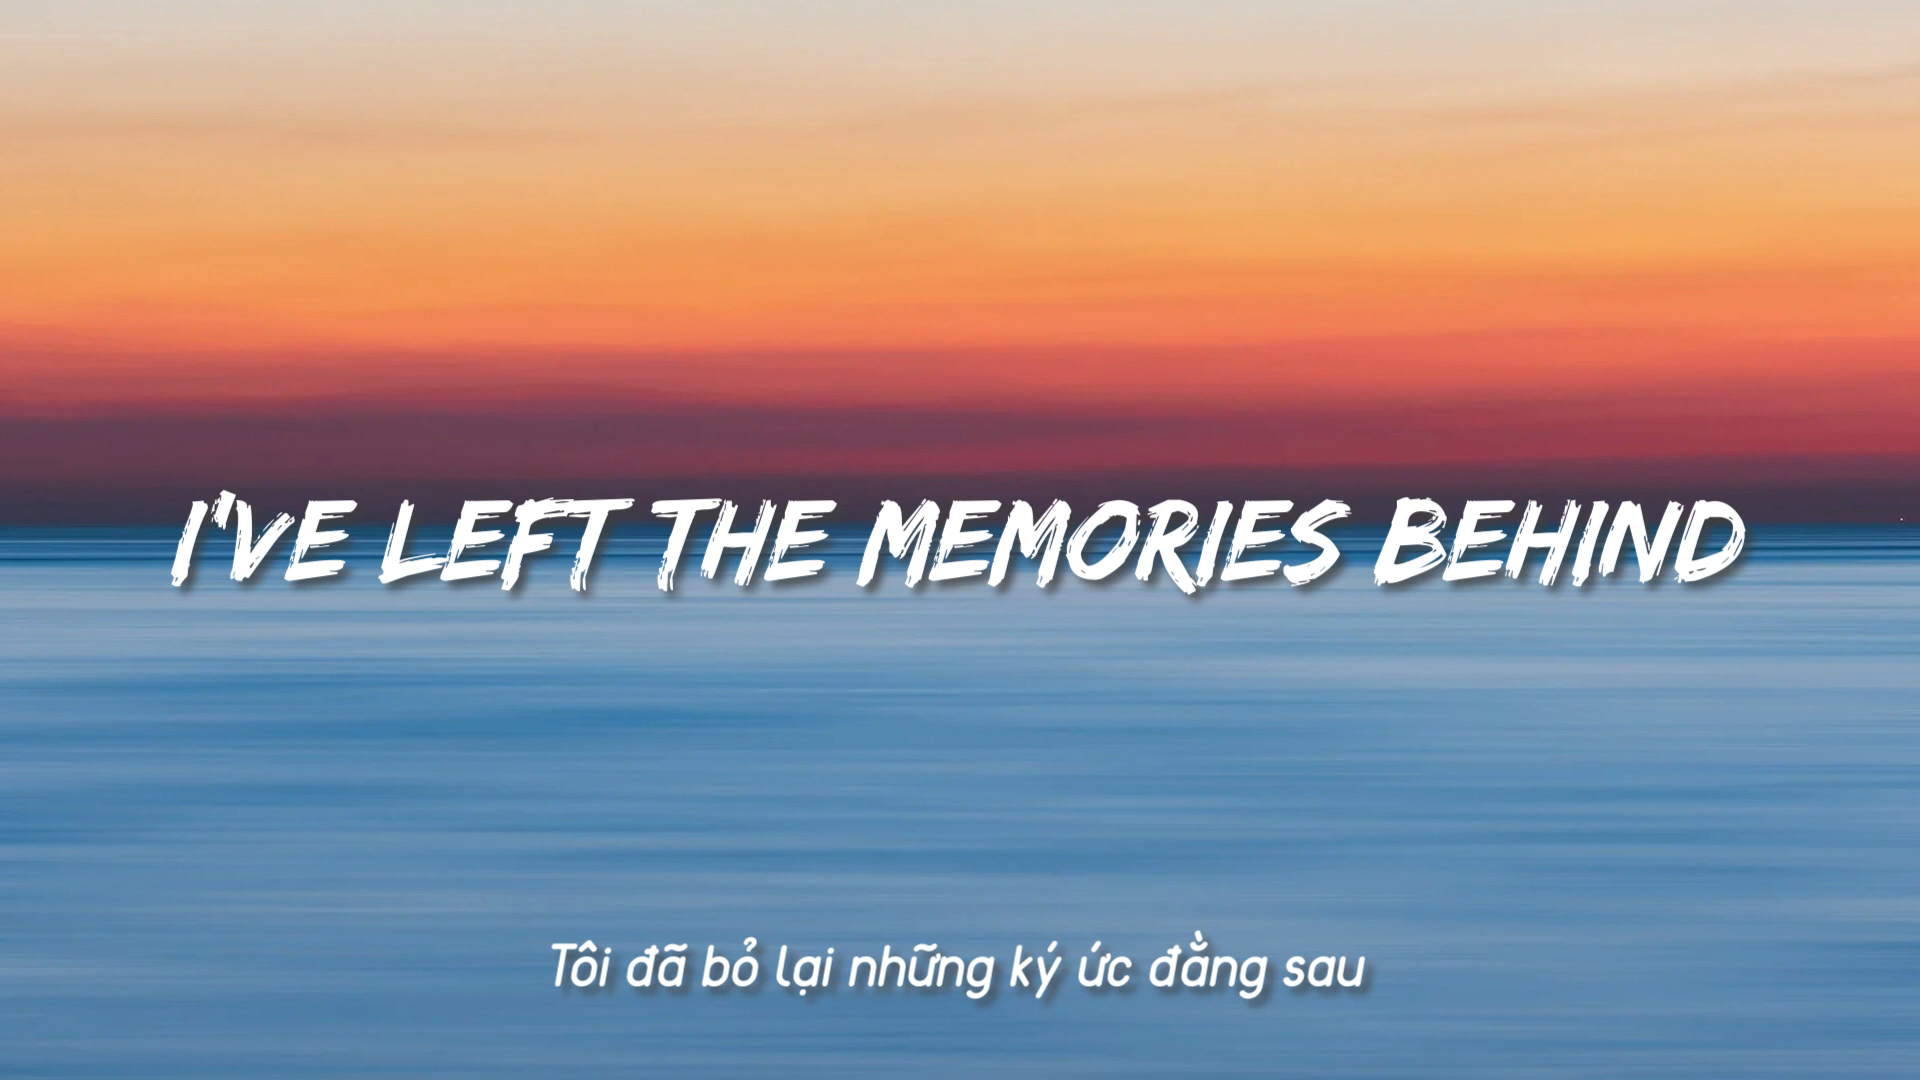 I'VE LEFT THE MEMORIES BEHIND
Tôi đã bỏ lại những ký ức đằng sau